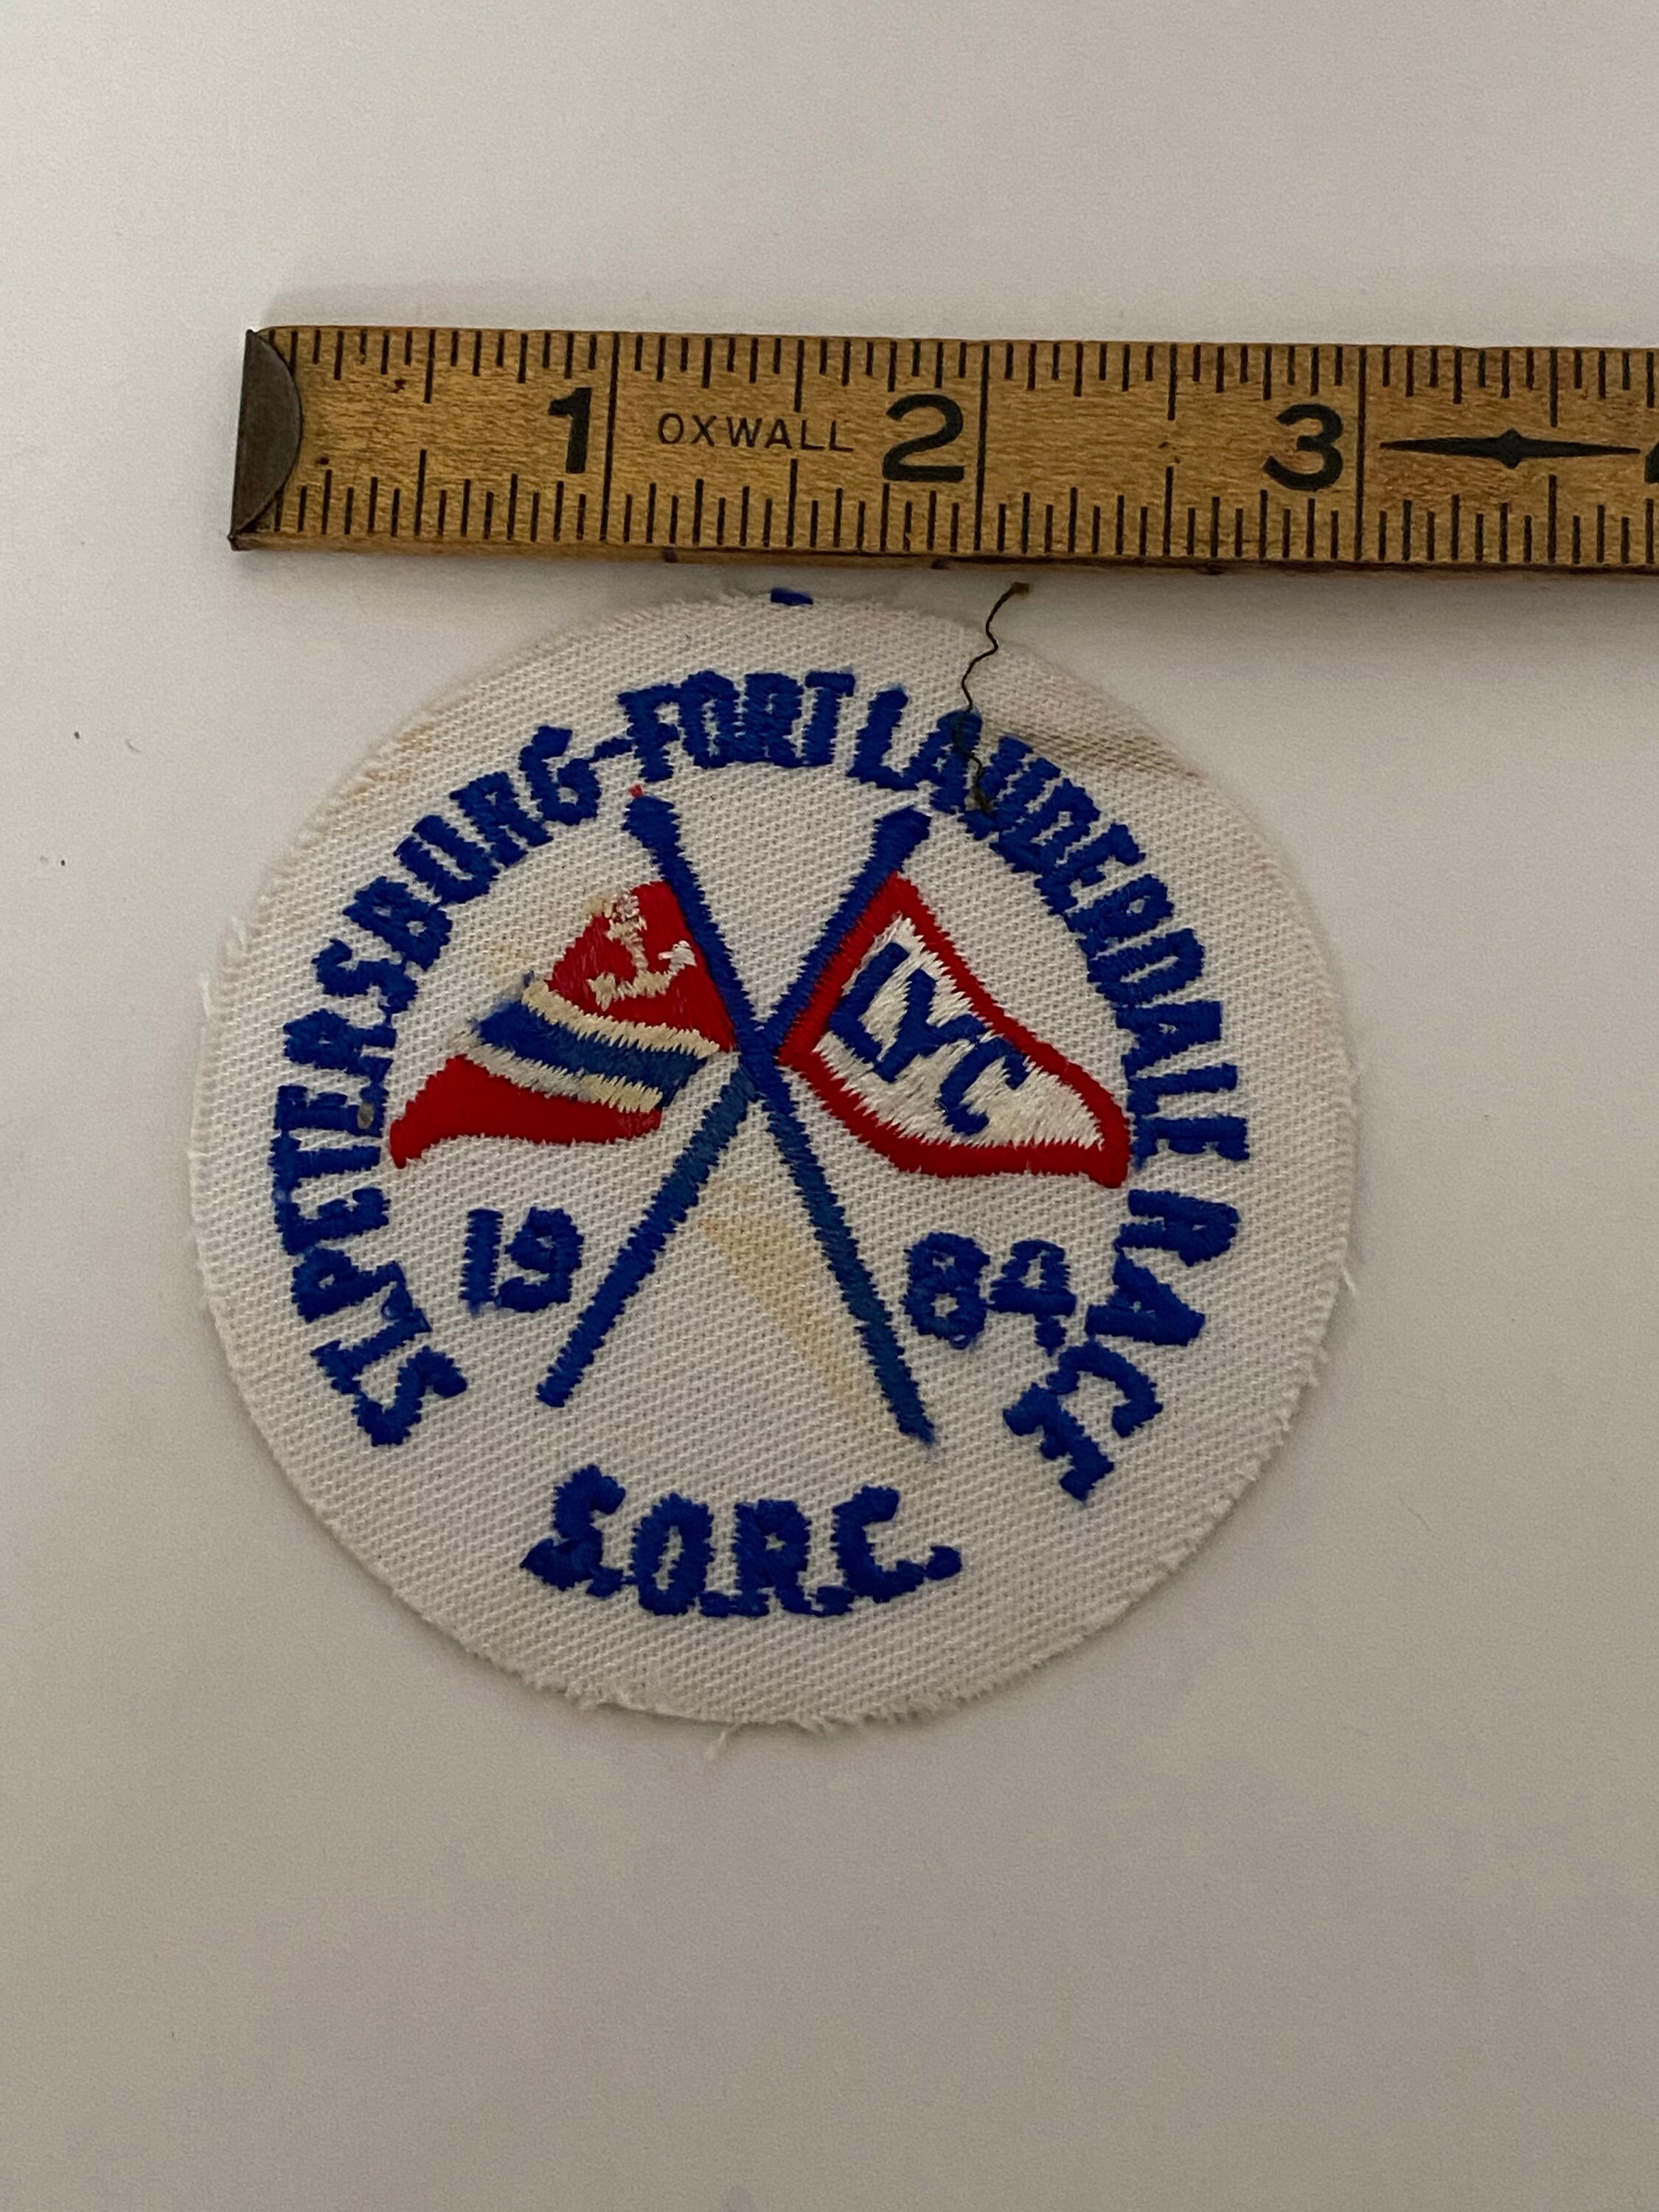 1 OXWALL 2 3
ST.PETERSBURG-FORT LAUDERDALE RACE
LYC
19 84
S.O.R.C.